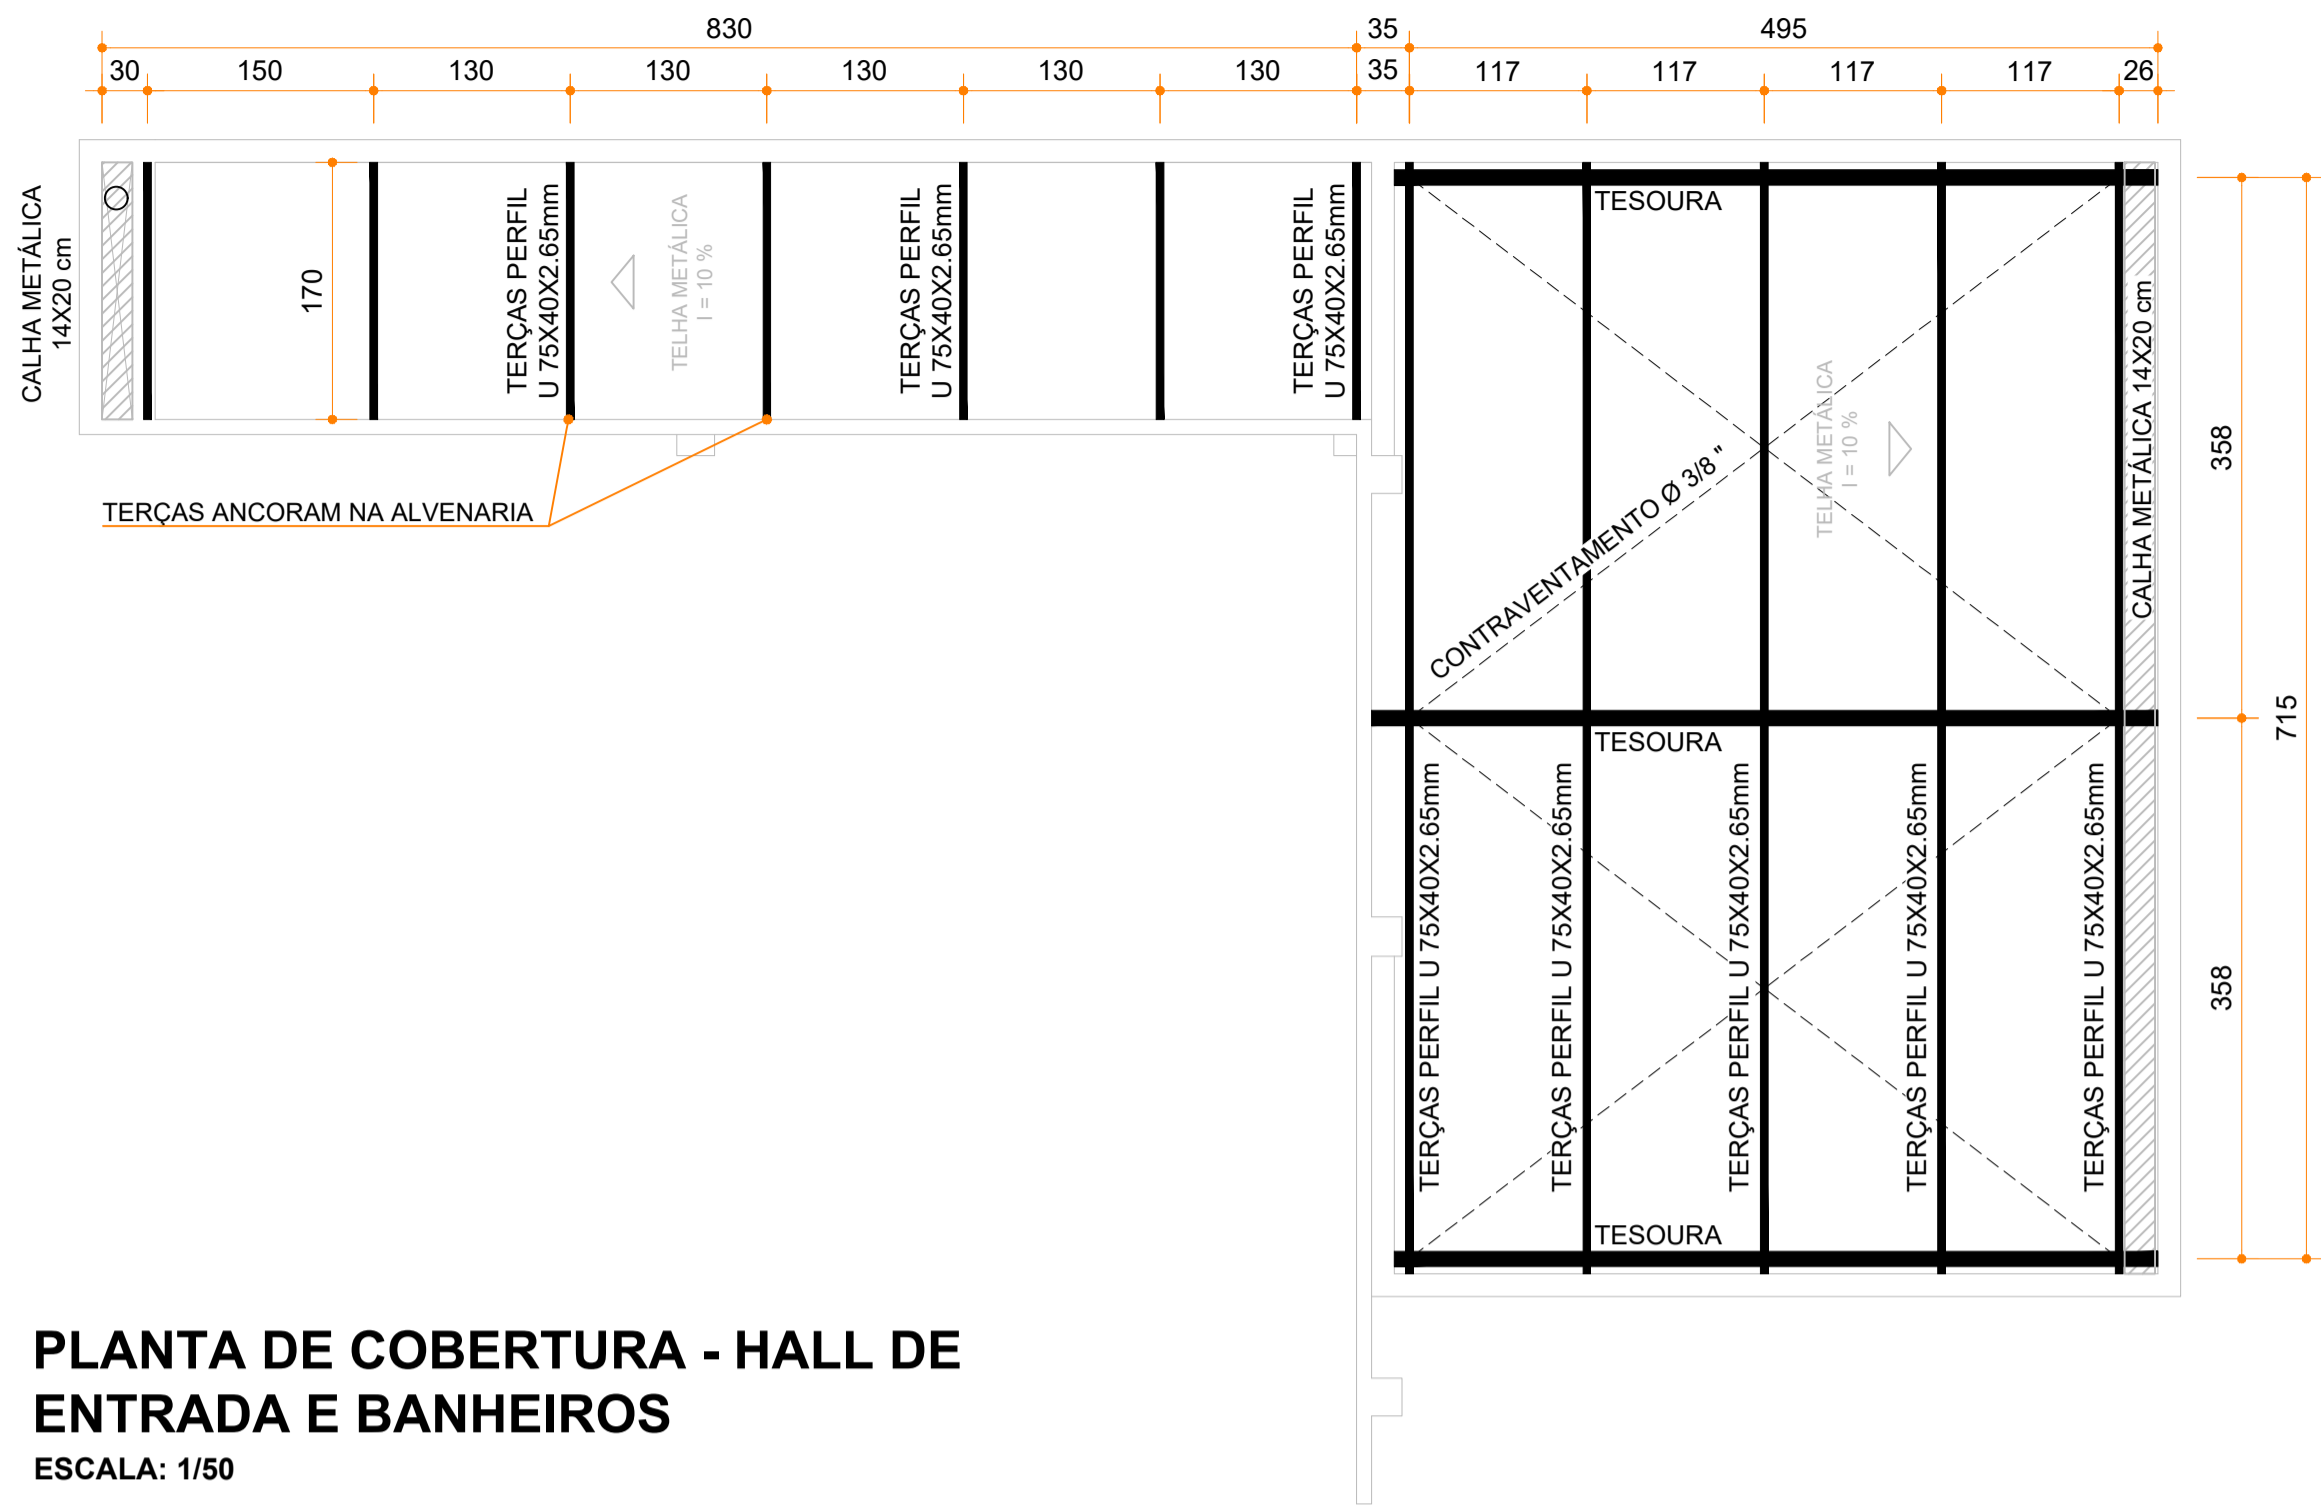 830
35
495
30
150
130
130
130
130
130
35
117
117
117
117
26
CALHA METÁLICA
14X20 cm
170
TERÇAS PERFIL
U 75X40X2.65mm
TELHA METÁLICA
I = 10 %
TERÇAS PERFIL
U 75X40X2.65mm
TERÇAS PERFIL
U 75X40X2.65mm
TERÇAS ANCORAM NA ALVENARIA
TESOURA
CONTRAVENTAMENTO Ø 3/8 "
TELHA METÁLICA
I = 10 %
CALHA METÁLICA 14X20 cm
358
715
TESOURA
TERÇAS PERFIL U 75X40X2.65mm
TERÇAS PERFIL U 75X40X2.65mm
TERÇAS PERFIL U 75X40X2.65mm
TERÇAS PERFIL U 75X40X2.65mm
TERÇAS PERFIL U 75X40X2.65mm
358
TESOURA
PLANTA DE COBERTURA - HALL DE
ENTRADA E BANHEIROS
ESCALA: 1/50